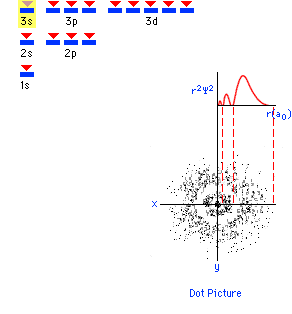 3s 3p 3d
2s 2p
1s
r²Ψ²
r(a₀)
x
y
Dot Picture